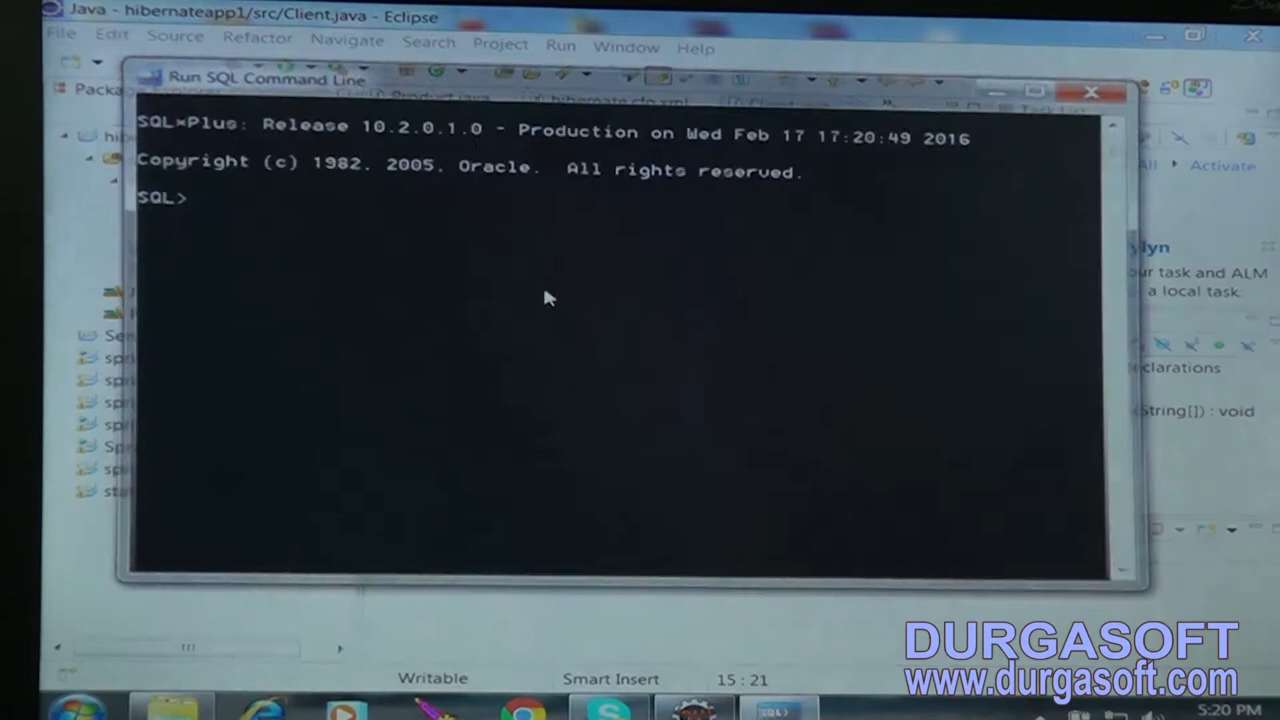 Java - hibernateapp1/src/Client.java - Eclipse
File Edit Source Refactor Navigate Search Project Run Window Help
Run SQL Command Line
SQL*Plus: Release 10.2.0.1.0 - Production on Wed Feb 17 17:20:49 2016
Copyright (c) 1982, 2005, Oracle. All rights reserved.
SQL>
Activate
our task and ALM
a local task.
(String[]) : void
Writable Smart Insert 15 : 21
DURGASOFT
www.durgasoft.com
5:20 PM